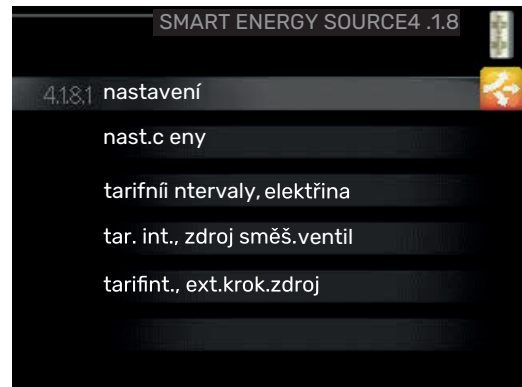 SMART ENERGY SOURCE4 .1.8
4.1.8.1 nastavení
nast.c eny
tarifníi ntervaly, elektřina
tar. int., zdroj směš.ventil
tarifint., ext.krok.zdroj